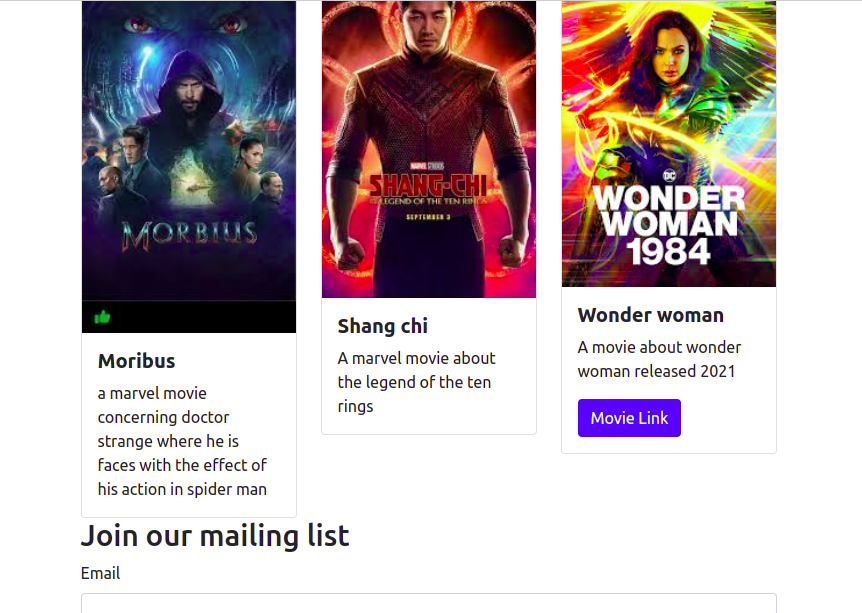 MORBIUS
Moribus
a marvel movie
concerning doctor
strange where he is
faces with the effect of
his action in spider man
MARVEL STUDIOS
SHANG-CHI
LEGEND OF THE TEN RINGS
SEPTEMBER 3
Shang chi
A marvel movie about
the legend of the ten
rings
DC
WONDER
WOMAN
1984
Wonder woman
A movie about wonder
woman released 2021
Movie Link
Join our mailing list
Email